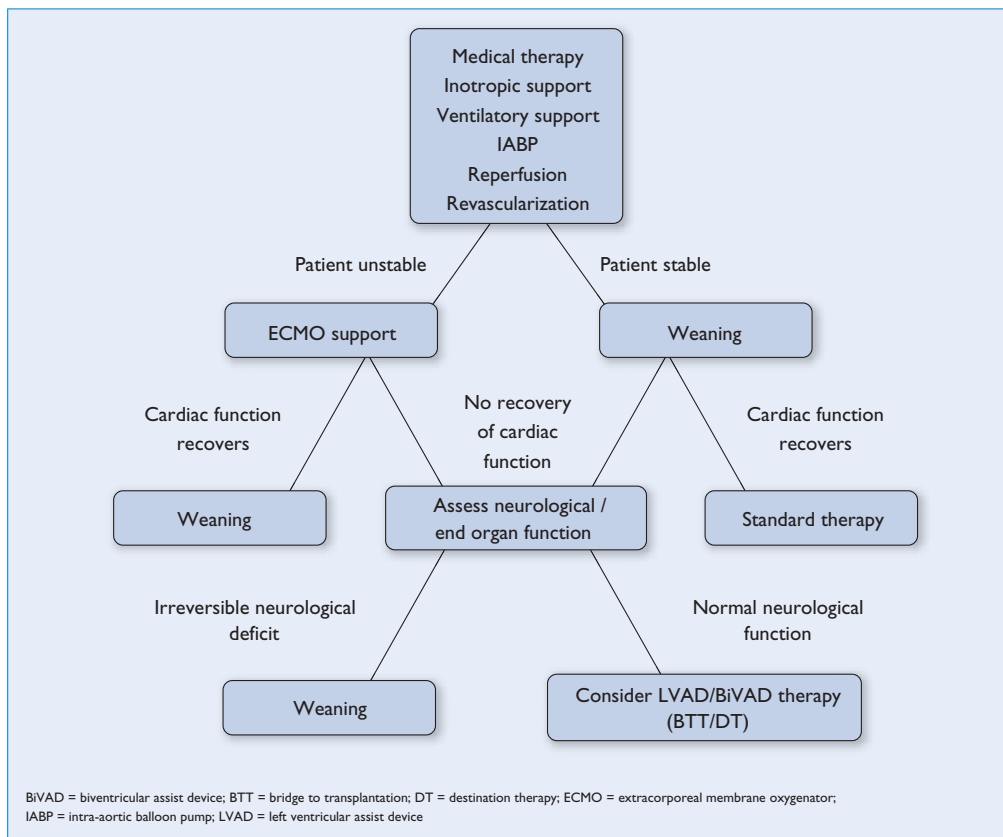 Medical therapy
Inotropic support
Ventilatory support
IABP
Reperfusion
Revascularization
Patient unstable
Patient stable
ECMO support
Weaning
Cardiac function
recovers
No recovery
of cardiac
function
Cardiac function
recovers
Weaning
Assess neurological /
end organ function
Standard therapy
Irreversible neurological
deficit
Normal neurological
function
Weaning
Consider LVAD/BiVAD therapy
(BTT/DT)
BiVAD = biventricular assist device; BTT = bridge to transplantation; DT = destination therapy; ECMO = extracorporeal membrane oxygenator;
IABP = intra-aortic balloon pump; LVAD = left ventricular assist device